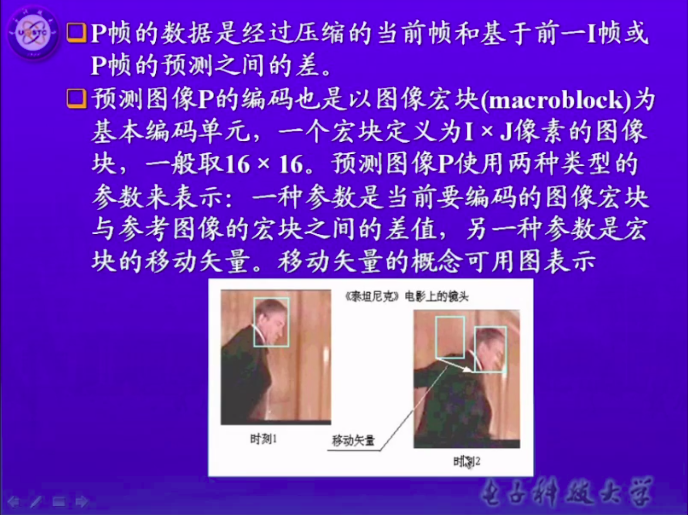 P帧的数据是经过压缩的当前帧和基于前一I帧或
P帧的预测之间的差。
预测图像P的编码也是以图像宏块(macroblock)为
基本编码单元，一个宏块定义为I×J像素的图像
块，一般取16×16。预测图像P使用两种类型的
参数来表示：一种参数是当前要编码的图像宏块
与参考图像的宏块之间的差值，另一种参数是宏
块的移动矢量。移动矢量的概念可用图表示
《泰坦尼克》电影上的镜头
时刻1
移动矢量
时刻2
电子科技大学